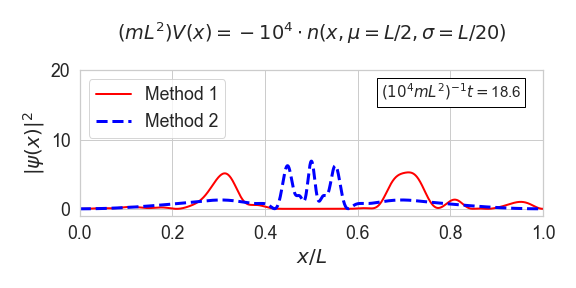 (mL²)V(x) = −10⁴ · n(x, μ = L/2, σ = L/20)
20
Method 1
Method 2
(10⁴mL²)⁻¹t = 18.6
10
|ψ(x)|²
0
0.0 0.2 0.4 0.6 0.8 1.0
x/L